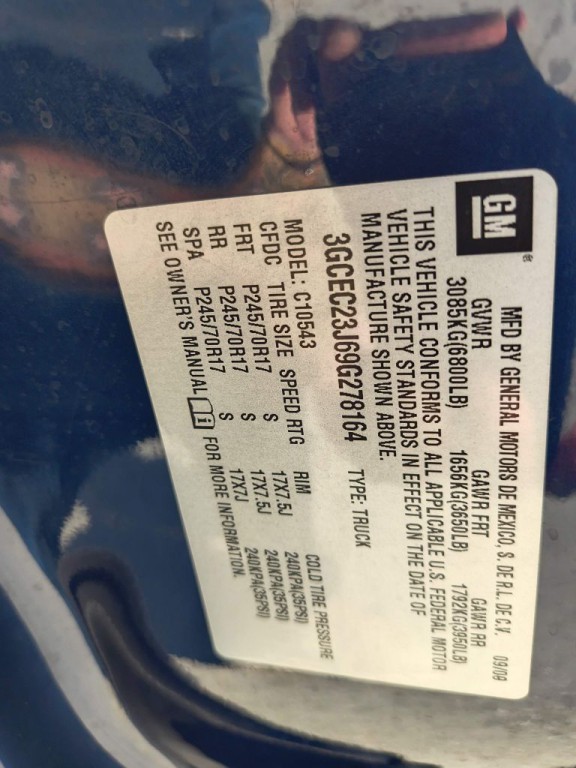 GM ®
MFD BY GENERAL MOTORS DE MEXICO, S. DE R.L. DE C.V. 09/09
GVWR GAWR FRT GAWR RR
3085KG(6800LB) 1656KG(3650LB) 1792KG(3950LB)
THIS VEHICLE CONFORMS TO ALL APPLICABLE U.S. FEDERAL MOTOR
VEHICLE SAFETY STANDARDS IN EFFECT ON THE DATE OF
MANUFACTURE SHOWN ABOVE.
3GCEC23J69G278164 TYPE: TRUCK
MODEL: C10543 COLD TIRE PRESSURE
CFDC TIRE SIZE SPEED RTG RIM
FRT P245/70R17 S 17X7.5J 240KPA(35PSI)
RR P245/70R17 S 17X7.5J 240KPA(35PSI)
SPA P245/70R17 S 17X7J 240KPA(35PSI)
SEE OWNER'S MANUAL FOR MORE INFORMATION.